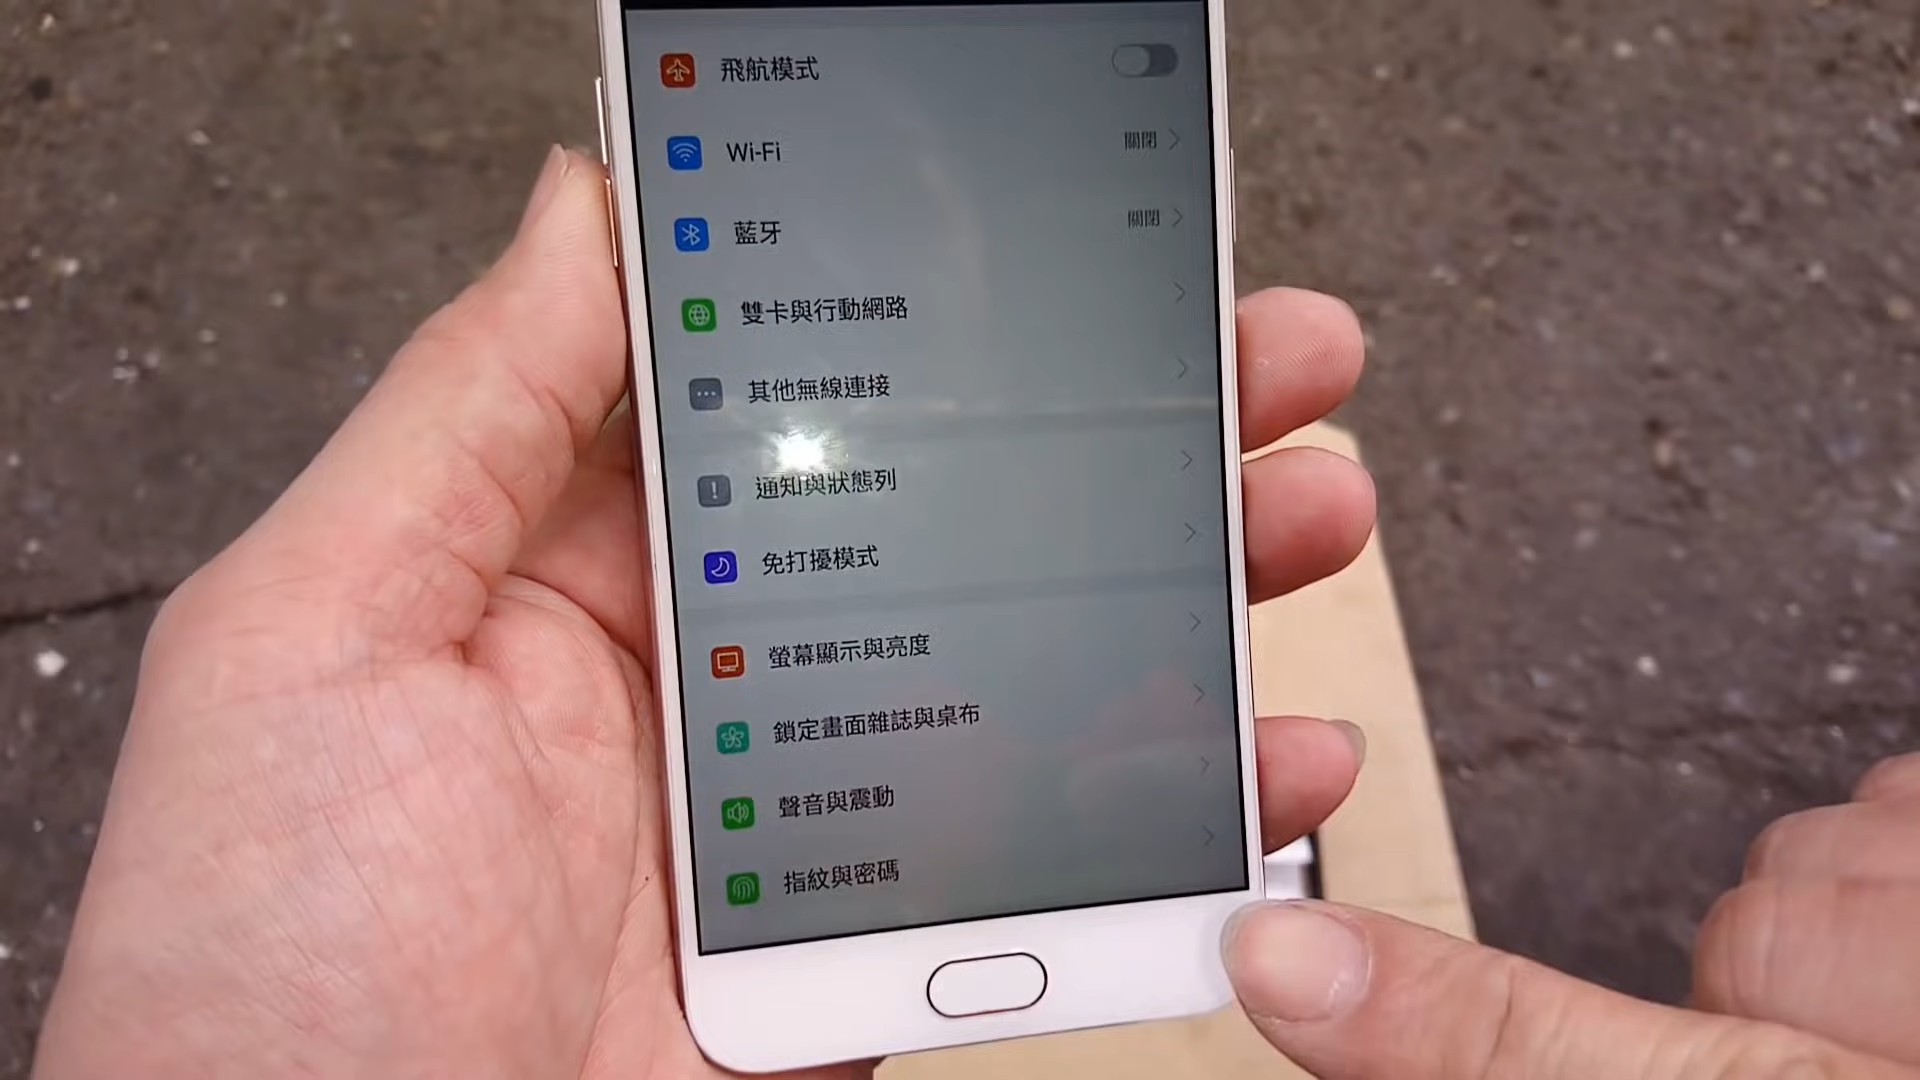 飛航模式
Wi-Fi 關閉
藍牙 關閉
雙卡與行動網路
其他無線連接
通知與狀態列
免打擾模式
螢幕顯示與亮度
鎖定畫面雜誌與桌布
聲音與震動
指紋與密碼